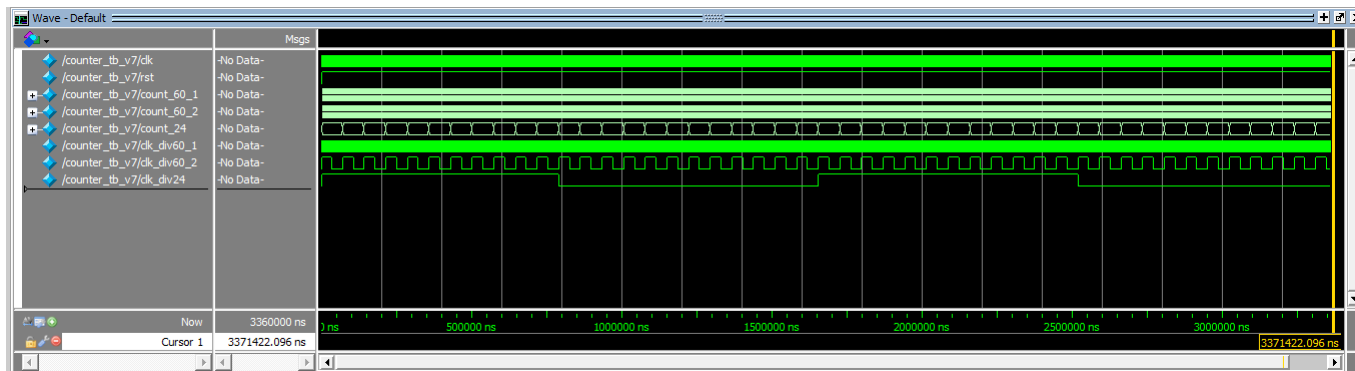 Wave - Default
Msgs
/counter_tb_v7/clk -No Data-
/counter_tb_v7/rst -No Data-
/counter_tb_v7/count_60_1 -No Data-
/counter_tb_v7/count_60_2 -No Data-
/counter_tb_v7/count_24 -No Data-
/counter_tb_v7/clk_div60_1 -No Data-
/counter_tb_v7/clk_div60_2 -No Data-
/counter_tb_v7/clk_div24 -No Data-
Now 3360000 ns ns 500000 ns 1000000 ns 1500000 ns 2000000 ns 2500000 ns 3000000 ns
Cursor 1 3371422.096 ns 3371422.096 ns